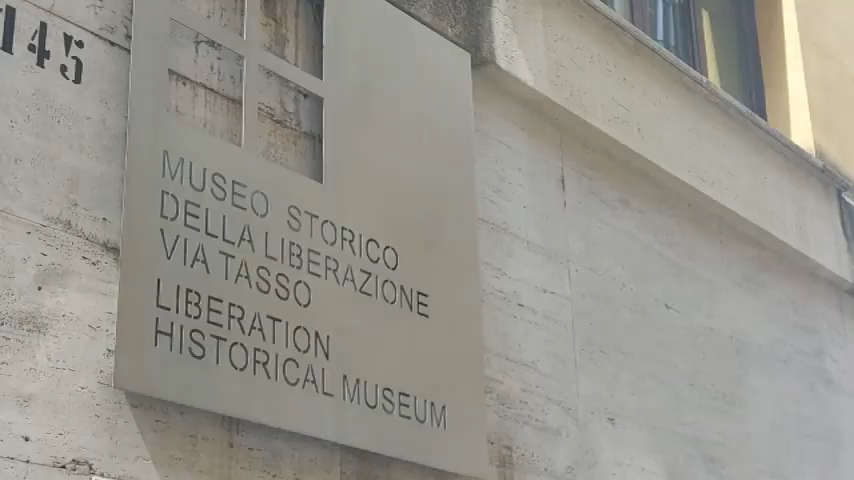 145
MUSEO STORICO
DELLA LIBERAZIONE
VIA TASSO
LIBERATION
HISTORICAL MUSEUM